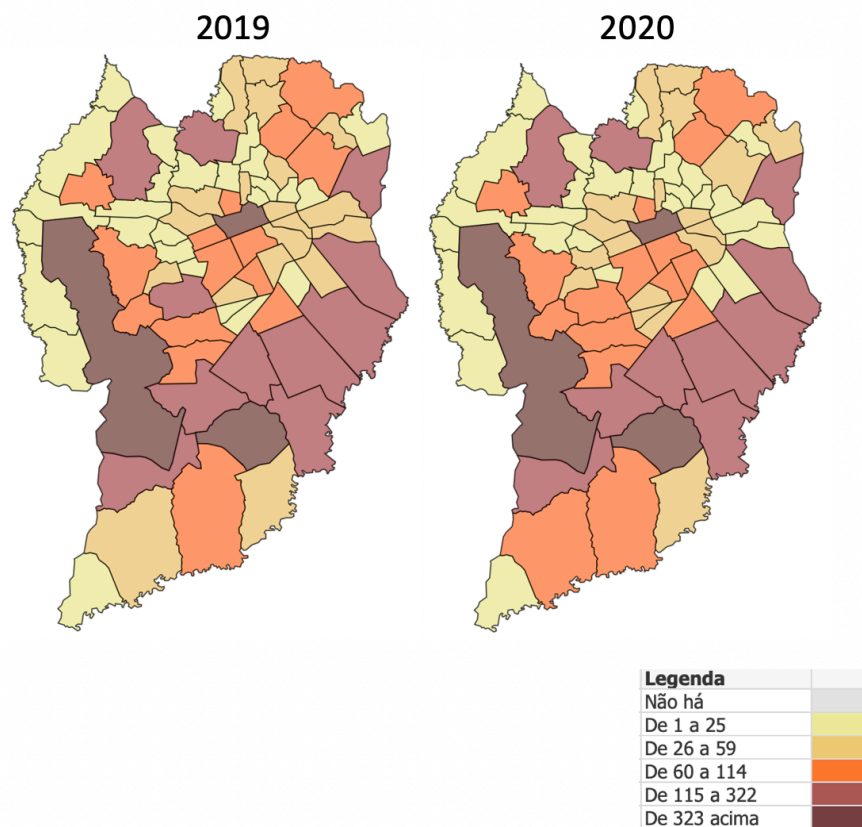 2019
2020
Legenda
Não há
De 1 a 25
De 26 a 59
De 60 a 114
De 115 a 322
De 323 acima